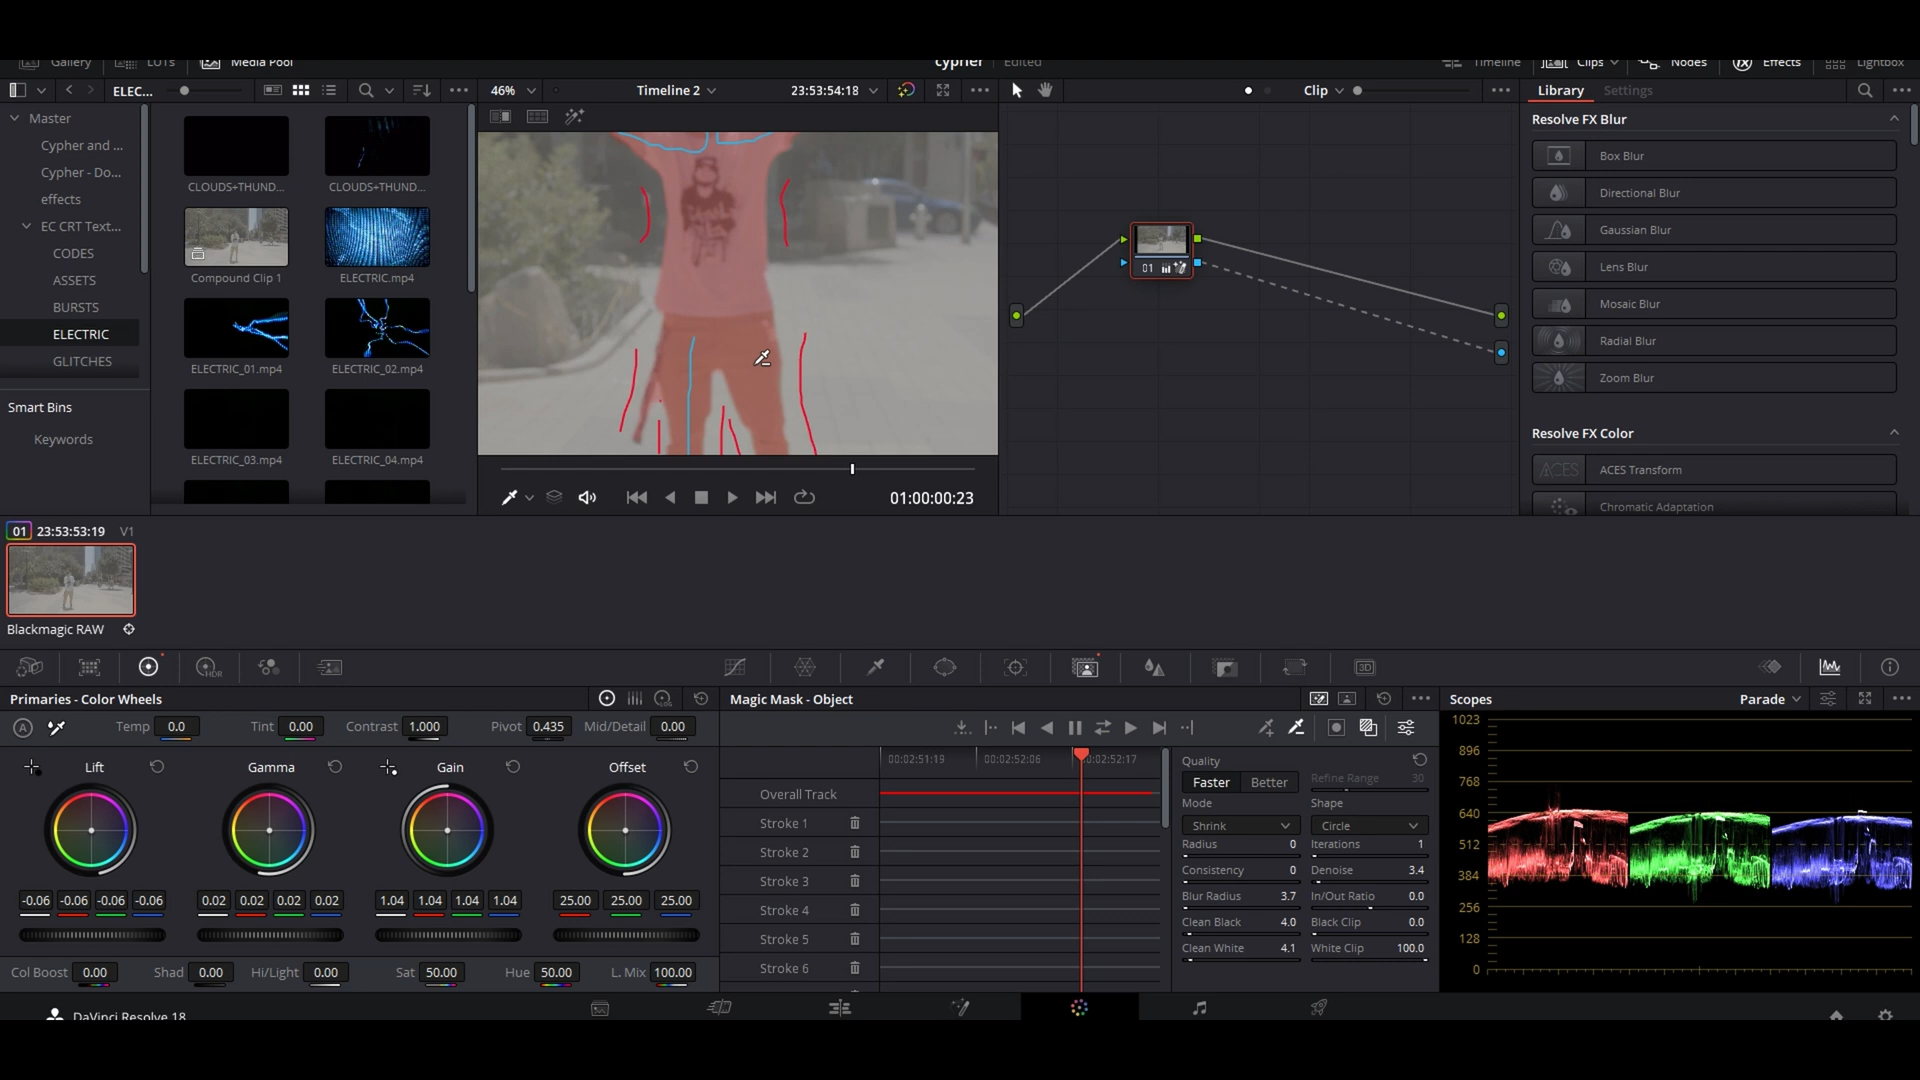 Gallery LUTs Media Pool cypher Edited Timeline Clips Nodes Effects Lightbox
ELEC... 46% Timeline 2 23:53:54:18 Clip Library Settings
Master
Cypher and ...
Cypher - Do...
effects
EC CRT Text...
CODES
ASSETS
BURSTS
ELECTRIC
GLITCHES
Smart Bins
Keywords
CLOUDS+THUND... CLOUDS+THUND...
Compound Clip 1 ELECTRIC.mp4
ELECTRIC_01.mp4 ELECTRIC_02.mp4
ELECTRIC_03.mp4 ELECTRIC_04.mp4
01:00:00:23
01
Resolve FX Blur
Box Blur
Directional Blur
Gaussian Blur
Lens Blur
Mosaic Blur
Radial Blur
Zoom Blur
Resolve FX Color
ACES ACES Transform
Chromatic Adaptation
01 23:53:53:19 V1
Blackmagic RAW
HDR 3D
Primaries - Color Wheels LOG
A Temp 0.0 Tint 0.00 Contrast 1.000 Pivot 0.435 Mid/Detail 0.00
Lift Gamma Gain Offset
-0.06 -0.06 -0.06 -0.06 0.02 0.02 0.02 0.02 1.04 1.04 1.04 1.04 25.00 25.00 25.00
Col Boost 0.00 Shad 0.00 Hi/Light 0.00 Sat 50.00 Hue 50.00 L. Mix 100.00
Magic Mask - Object
00:02:51:19 00:02:52:06 00:02:52:17
Overall Track
Stroke 1
Stroke 2
Stroke 3
Stroke 4
Stroke 5
Stroke 6
Quality
Faster Better Refine Range 30
Mode Shape
Shrink Circle
Radius 0 Iterations 1
Consistency 0 Denoise 3.4
Blur Radius 3.7 In/Out Ratio 0.0
Clean Black 4.0 Black Clip 0.0
Clean White 4.1 White Clip 100.0
Scopes Parade
1023
896
768
640
512
384
256
128
0
DaVinci Resolve 18